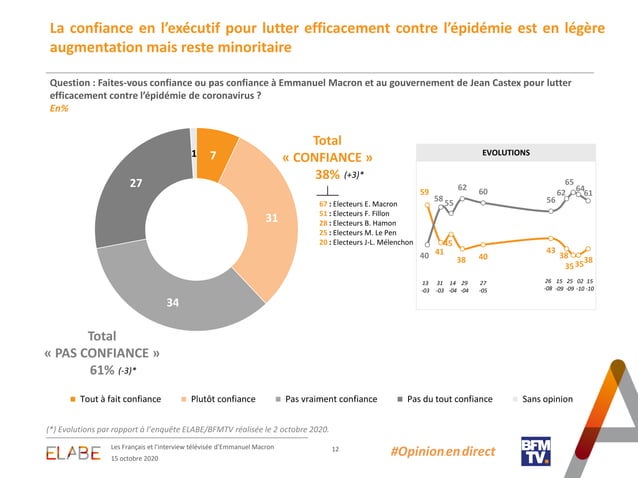 La confiance en l’exécutif pour lutter efficacement contre l’épidémie est en légère
augmentation mais reste minoritaire
Question : Faites-vous confiance ou pas confiance à Emmanuel Macron et au gouvernement de Jean Castex pour lutter
efficacement contre l’épidémie de coronavirus ?
En%
Total
« CONFIANCE »
38% (+3)*
67 : Electeurs E. Macron
51 : Electeurs F. Fillon
28 : Electeurs B. Hamon
25 : Electeurs M. Le Pen
20 : Electeurs J-L. Mélenchon
1
7
31
34
27
Total
« PAS CONFIANCE »
61% (-3)*
EVOLUTIONS
59 41 45 38 40 43 38 35 35 38
40 58 55 62 60 56 62 65 64 61
13 31 14 29 27 26 15 25 02 15
-03 -03 -04 -04 -05 -08 -09 -09 -10 -10
Tout à fait confiance Plutôt confiance Pas vraiment confiance Pas du tout confiance Sans opinion
(*) Evolutions par rapport à l’enquête ELABE/BFMTV réalisée le 2 octobre 2020.
ELABE
Les Français et l’interview télévisée d’Emmanuel Macron
15 octobre 2020
12
#Opinionendirect
BFM
TV.